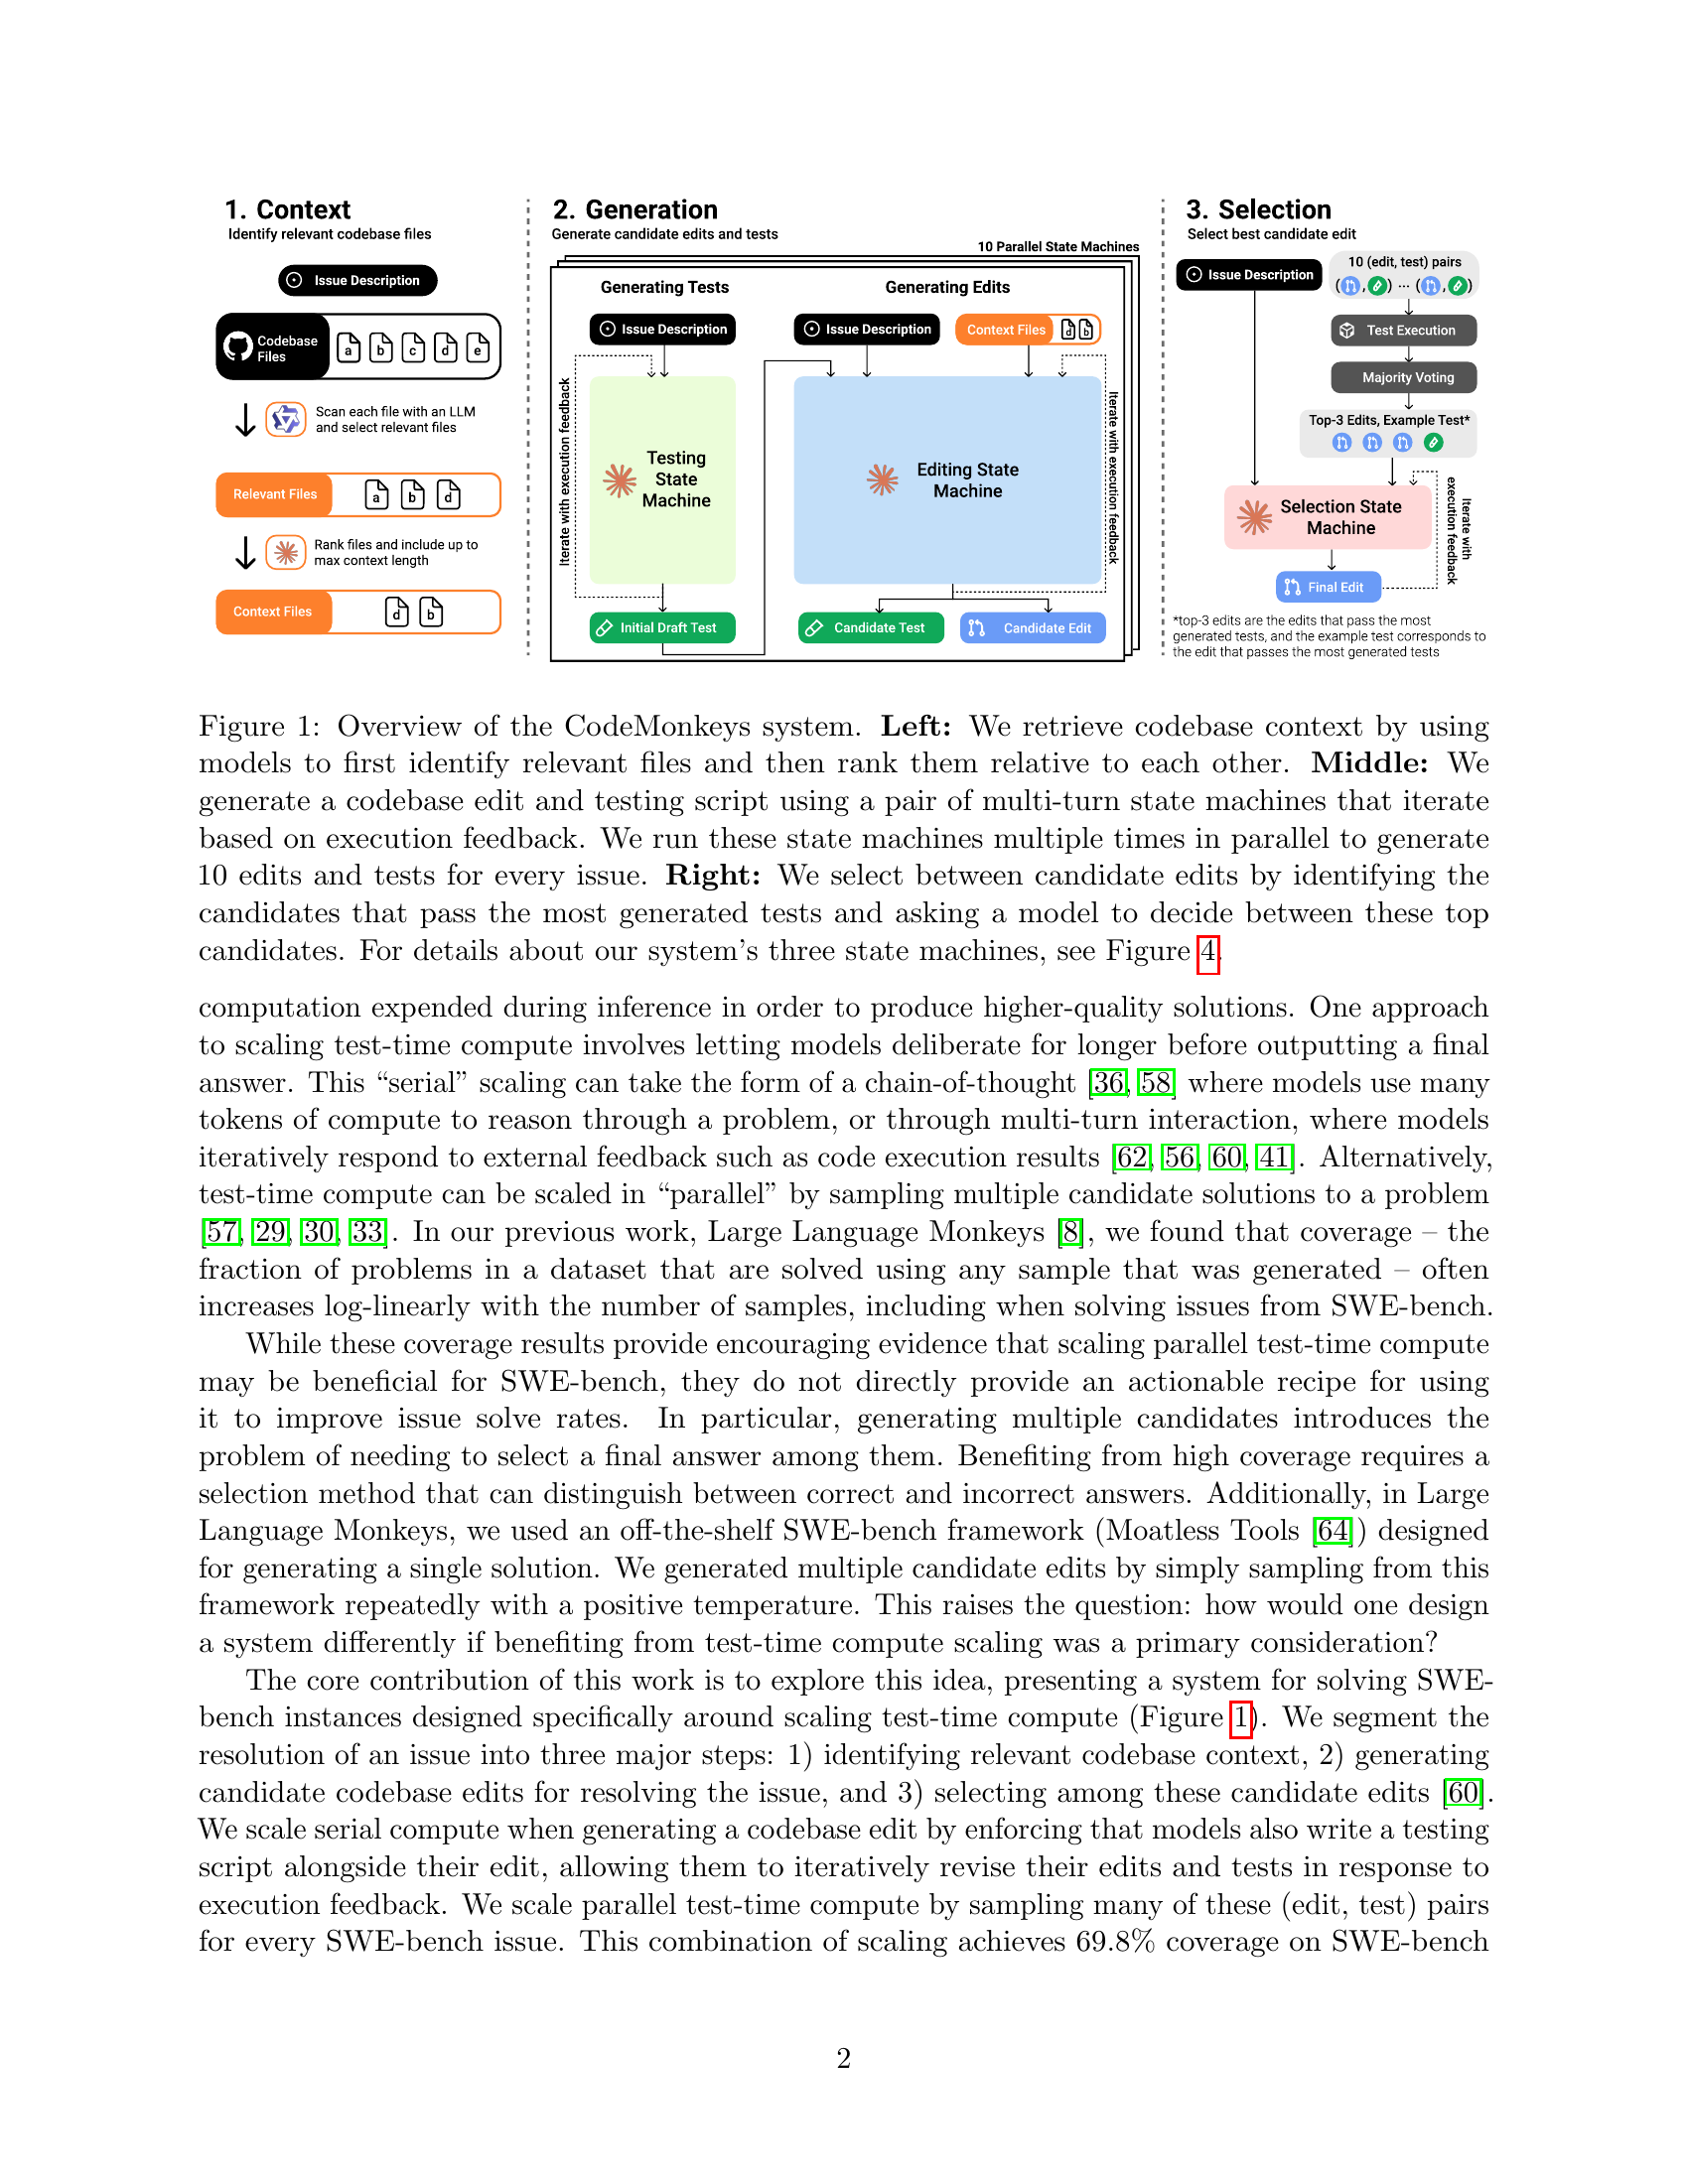 1. Context
Identify relevant codebase files
Issue Description
Codebase
Files
a b c d e
Scan each file with an LLM
and select relevant files
Relevant Files
a b d
Rank files and include up to
max context length
Context Files
d b
2. Generation
Generate candidate edits and tests
10 Parallel State Machines
Generating Tests
Issue Description
Iterate with execution feedback
Testing
State
Machine
Initial Draft Test
Generating Edits
Issue Description
Context Files d b
Editing State
Machine
Iterate with execution feedback
Candidate Test
Candidate Edit
3. Selection
Select best candidate edit
Issue Description
10 (edit, test) pairs
( , ) ... ( , )
Test Execution
Majority Voting
Top-3 Edits, Example Test*
Selection State
Machine
Iterate with
execution feedback
Final Edit
*top-3 edits are the edits that pass the most
generated tests, and the example test corresponds to
the edit that passes the most generated tests
Figure 1: Overview of the CodeMonkeys system. Left: We retrieve codebase context by using
models to first identify relevant files and then rank them relative to each other. Middle: We
generate a codebase edit and testing script using a pair of multi-turn state machines that iterate
based on execution feedback. We run these state machines multiple times in parallel to generate
10 edits and tests for every issue. Right: We select between candidate edits by identifying the
candidates that pass the most generated tests and asking a model to decide between these top
candidates. For details about our system's three state machines, see Figure 4.
computation expended during inference in order to produce higher-quality solutions. One approach
to scaling test-time compute involves letting models deliberate for longer before outputting a final
answer. This “serial” scaling can take the form of a chain-of-thought [36, 58] where models use many
tokens of compute to reason through a problem, or through multi-turn interaction, where models
iteratively respond to external feedback such as code execution results [62, 56, 60, 41]. Alternatively,
test-time compute can be scaled in “parallel” by sampling multiple candidate solutions to a problem
[57, 29, 30, 33]. In our previous work, Large Language Monkeys [8], we found that coverage – the
fraction of problems in a dataset that are solved using any sample that was generated – often
increases log-linearly with the number of samples, including when solving issues from SWE-bench.
While these coverage results provide encouraging evidence that scaling parallel test-time compute
may be beneficial for SWE-bench, they do not directly provide an actionable recipe for using
it to improve issue solve rates. In particular, generating multiple candidates introduces the
problem of needing to select a final answer among them. Benefiting from high coverage requires a
selection method that can distinguish between correct and incorrect answers. Additionally, in Large
Language Monkeys, we used an off-the-shelf SWE-bench framework (Moatless Tools [64]) designed
for generating a single solution. We generated multiple candidate edits by simply sampling from this
framework repeatedly with a positive temperature. This raises the question: how would one design
a system differently if benefiting from test-time compute scaling was a primary consideration?
The core contribution of this work is to explore this idea, presenting a system for solving SWE-
bench instances designed specifically around scaling test-time compute (Figure 1). We segment the
resolution of an issue into three major steps: 1) identifying relevant codebase context, 2) generating
candidate codebase edits for resolving the issue, and 3) selecting among these candidate edits [60].
We scale serial compute when generating a codebase edit by enforcing that models also write a testing
script alongside their edit, allowing them to iteratively revise their edits and tests in response to
execution feedback. We scale parallel test-time compute by sampling many of these (edit, test) pairs
for every SWE-bench issue. This combination of scaling achieves 69.8% coverage on SWE-bench
2